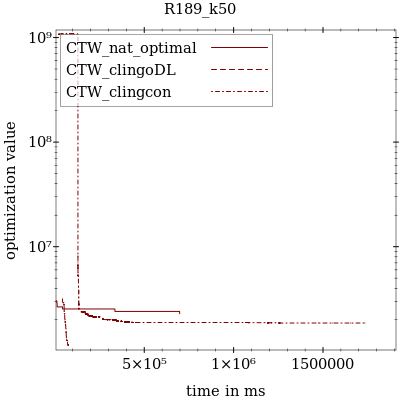 R189_k50
10⁹
CTW_nat_optimal
CTW_clingoDL
CTW_clingcon
10⁸
10⁷
optimization value
5×10⁵ 1×10⁶ 1500000
time in ms